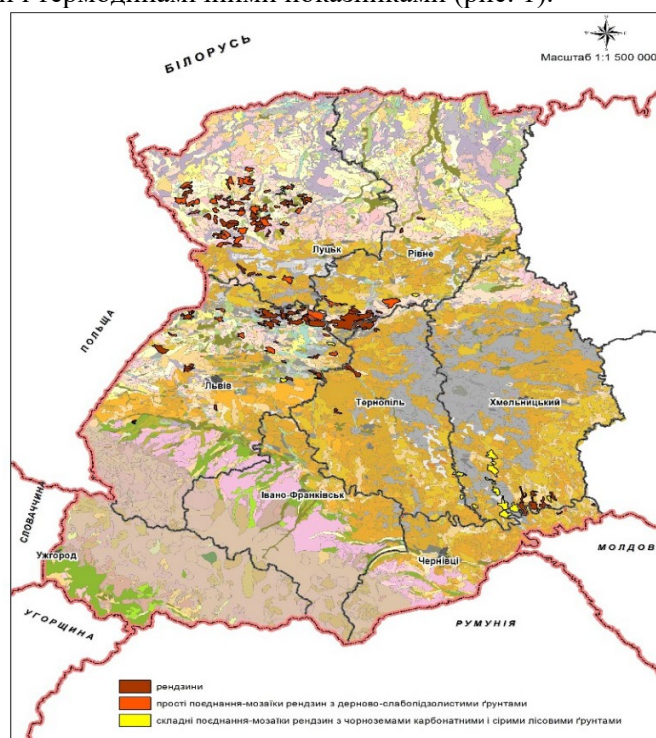 і термодинамічними показниками (рис. 1).
Масштаб 1:1 500 000
БІЛОРУСЬ
Луцьк
Рівне
ПОЛЬЩА
Львів
Тернопіль
Хмельницький
Івано-Франківськ
СЛОВАЧЧИН
Ужгород
Чернівці
МОЛДОВ
УГОРЩИНА
РУМУНІЯ
рендзини
прості поєднання-мозаїки рендзин з дерново-слабопідзолистими ґрунтами
складні поєднання-мозаїки рендзин з чорноземами карбонатними і сірими лісовими ґрунтами